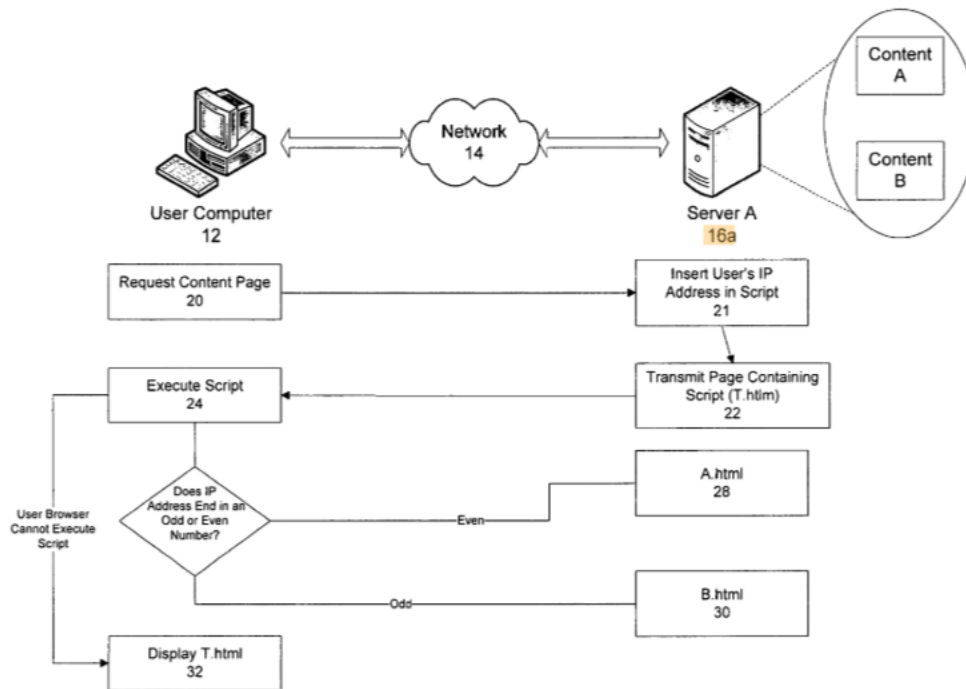 Content
A
Content
B
Network
14
User Computer
12
Server A
16a
Request Content Page
20
Insert User's IP
Address in Script
21
Execute Script
24
Transmit Page Containing
Script (T.htlm)
22
Does IP
Address End in an
Odd or Even
Number?
Even
A.html
28
User Browser
Cannot Execute
Script
Odd
B.html
30
Display T.html
32